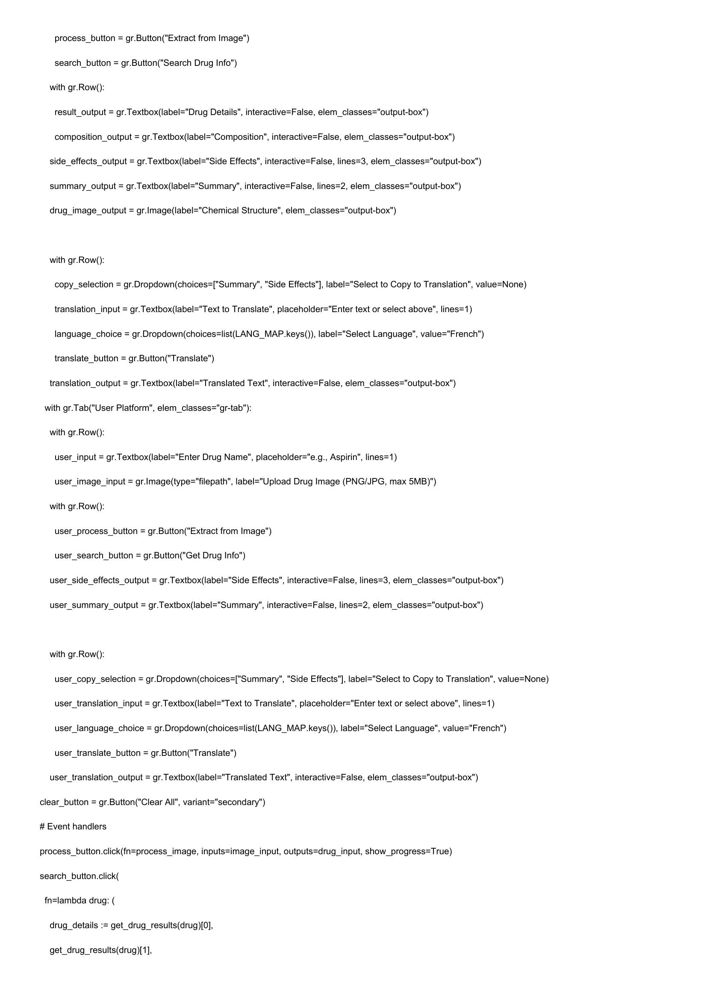 process_button = gr.Button("Extract from Image")
search_button = gr.Button("Search Drug Info")
with gr.Row():
result_output = gr.Textbox(label="Drug Details", interactive=False, elem_classes="output-box")
composition_output = gr.Textbox(label="Composition", interactive=False, elem_classes="output-box")
side_effects_output = gr.Textbox(label="Side Effects", interactive=False, lines=3, elem_classes="output-box")
summary_output = gr.Textbox(label="Summary", interactive=False, lines=2, elem_classes="output-box")
drug_image_output = gr.Image(label="Chemical Structure", elem_classes="output-box")
with gr.Row():
copy_selection = gr.Dropdown(choices=["Summary", "Side Effects"], label="Select to Copy to Translation", value=None)
translation_input = gr.Textbox(label="Text to Translate", placeholder="Enter text or select above", lines=1)
language_choice = gr.Dropdown(choices=list(LANG_MAP.keys()), label="Select Language", value="French")
translate_button = gr.Button("Translate")
translation_output = gr.Textbox(label="Translated Text", interactive=False, elem_classes="output-box")
with gr.Tab("User Platform", elem_classes="gr-tab"):
with gr.Row():
user_input = gr.Textbox(label="Enter Drug Name", placeholder="e.g., Aspirin", lines=1)
user_image_input = gr.Image(type="filepath", label="Upload Drug Image (PNG/JPG, max 5MB)")
with gr.Row():
user_process_button = gr.Button("Extract from Image")
user_search_button = gr.Button("Get Drug Info")
user_side_effects_output = gr.Textbox(label="Side Effects", interactive=False, lines=3, elem_classes="output-box")
user_summary_output = gr.Textbox(label="Summary", interactive=False, lines=2, elem_classes="output-box")
with gr.Row():
user_copy_selection = gr.Dropdown(choices=["Summary", "Side Effects"], label="Select to Copy to Translation", value=None)
user_translation_input = gr.Textbox(label="Text to Translate", placeholder="Enter text or select above", lines=1)
user_language_choice = gr.Dropdown(choices=list(LANG_MAP.keys()), label="Select Language", value="French")
user_translate_button = gr.Button("Translate")
user_translation_output = gr.Textbox(label="Translated Text", interactive=False, elem_classes="output-box")
clear_button = gr.Button("Clear All", variant="secondary")
# Event handlers
process_button.click(fn=process_image, inputs=image_input, outputs=drug_input, show_progress=True)
search_button.click(
fn=lambda drug: (
drug_details := get_drug_results(drug)[0],
get_drug_results(drug)[1],